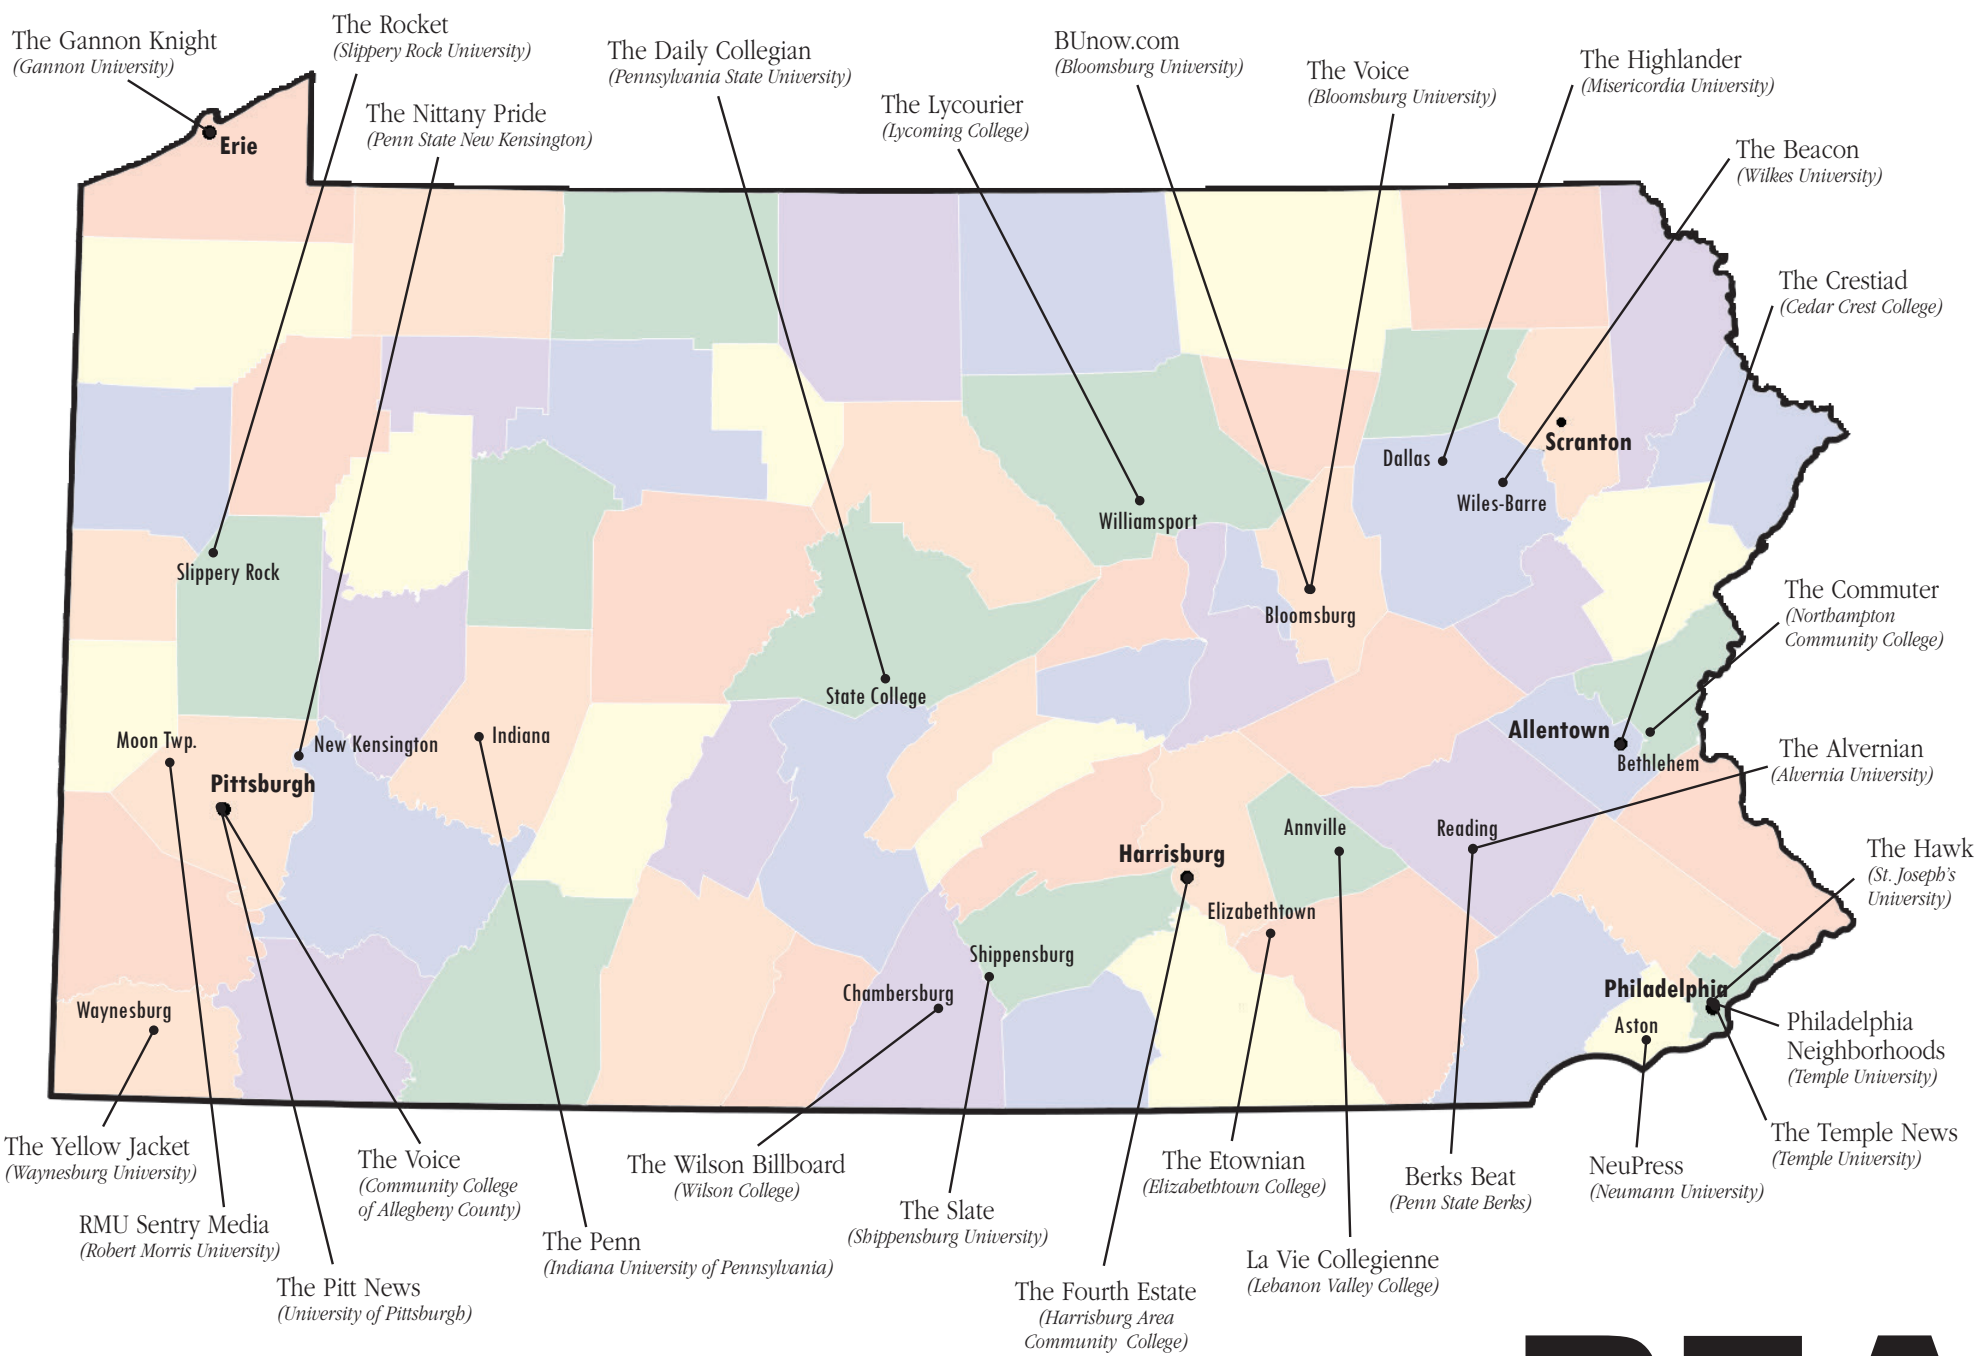 The Gannon Knight
(Gannon University)
The Rocket
(Slippery Rock University)
The Nittany Pride
(Penn State New Kensington)
The Daily Collegian
(Pennsylvania State University)
The Lycourier
(Lycoming College)
BUnow.com
(Bloomsburg University)
The Voice
(Bloomsburg University)
The Highlander
(Misericordia University)
The Beacon
(Wilkes University)
The Crestiad
(Cedar Crest College)
The Commuter
(Northampton
Community College)
The Alvernian
(Alvernia University)
The Hawk
(St. Joseph's
University)
Philadelphia
Neighborhoods
(Temple University)
The Temple News
(Temple University)
NeuPress
(Neumann University)
Berks Beat
(Penn State Berks)
La Vie Collegienne
(Lebanon Valley College)
The Etownian
(Elizabethtown College)
The Fourth Estate
(Harrisburg Area
Community College)
The Slate
(Shippensburg University)
The Wilson Billboard
(Wilson College)
The Penn
(Indiana University of Pennsylvania)
The Voice
(Community College
of Allegheny County)
The Pitt News
(University of Pittsburgh)
RMU Sentry Media
(Robert Morris University)
The Yellow Jacket
(Waynesburg University)
Erie
Scranton
Dallas
Wiles-Barre
Williamsport
Slippery Rock
Bloomsburg
State College
Moon Twp.
New Kensington
Indiana
Pittsburgh
Allentown
Bethlehem
Annville
Reading
Harrisburg
Elizabethtown
Shippensburg
Chambersburg
Waynesburg
Philadelphia
Aston